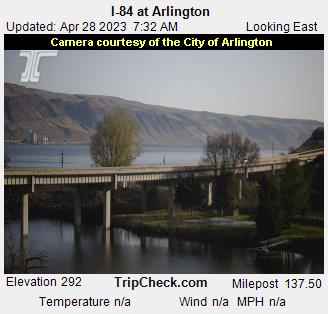 I-84 at Arlington
Updated: Apr 28 2023 7:32 AM Looking East
Camera courtesy of the City of Arlington
Elevation 292 TripCheck.com Milepost 137.50
Temperature n/a Wind n/a MPH n/a